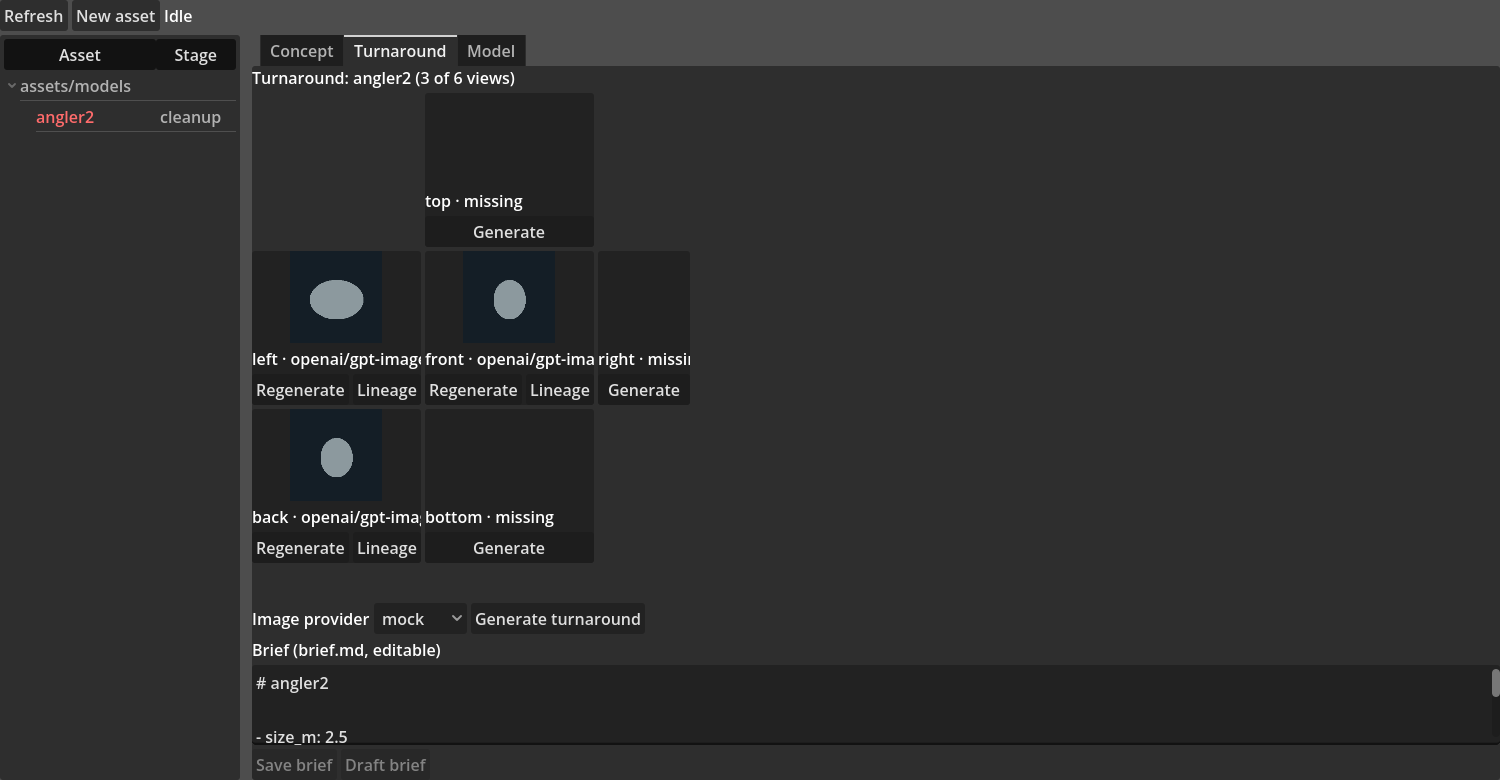 Refresh New asset Idle
Asset Stage
assets/models
angler2 cleanup
Concept Turnaround Model
Turnaround: angler2 (3 of 6 views)
top · missing
Generate
left · openai/gpt-image front · openai/gpt-ima right · missin
Regenerate Lineage Regenerate Lineage Generate
back · openai/gpt-imag bottom · missing
Regenerate Lineage Generate
Image provider mock Generate turnaround
Brief (brief.md, editable)
# angler2
- size_m: 2.5
Save brief Draft brief